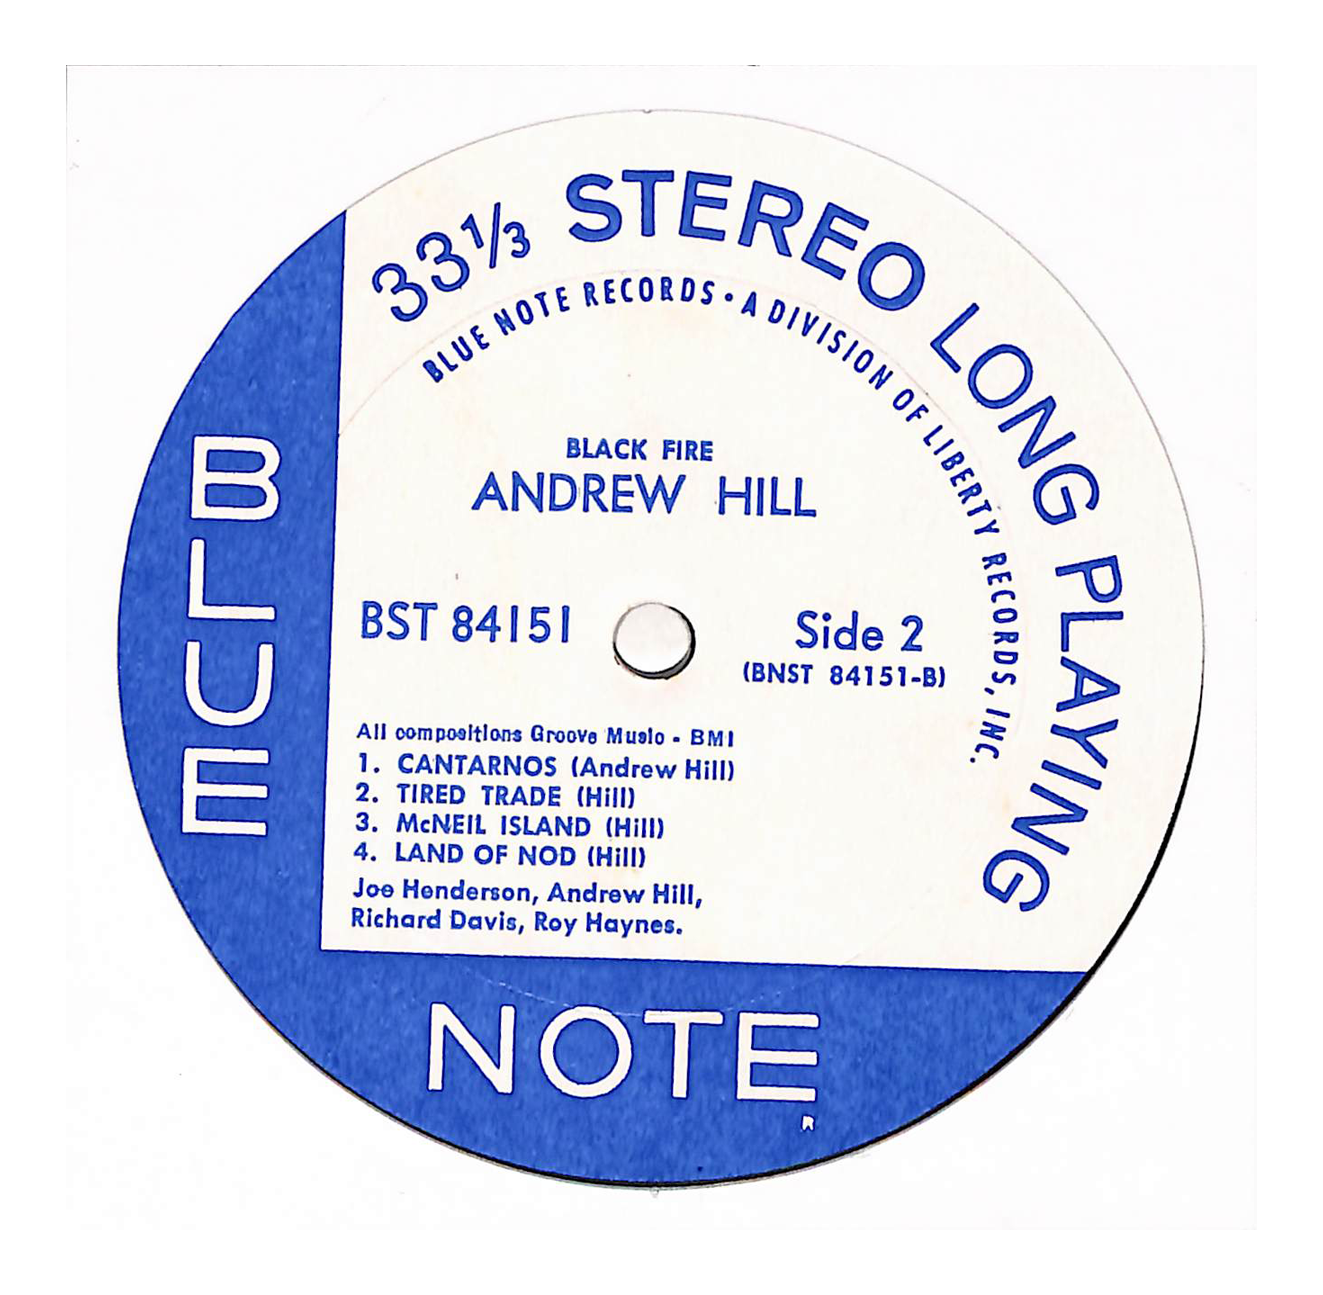 33⅓ STEREO LONG PLAYING
BLUE NOTE RECORDS • A DIVISION OF LIBERTY RECORDS, INC.
BLACK FIRE
ANDREW HILL
BST 84151
Side 2
(BNST 84151-B)
All compositions Groove Music - BMI
1. CANTARNOS (Andrew Hill)
2. TIRED TRADE (Hill)
3. McNEIL ISLAND (Hill)
4. LAND OF NOD (Hill)
Joe Henderson, Andrew Hill,
Richard Davis, Roy Haynes.
BLUE
NOTE
R